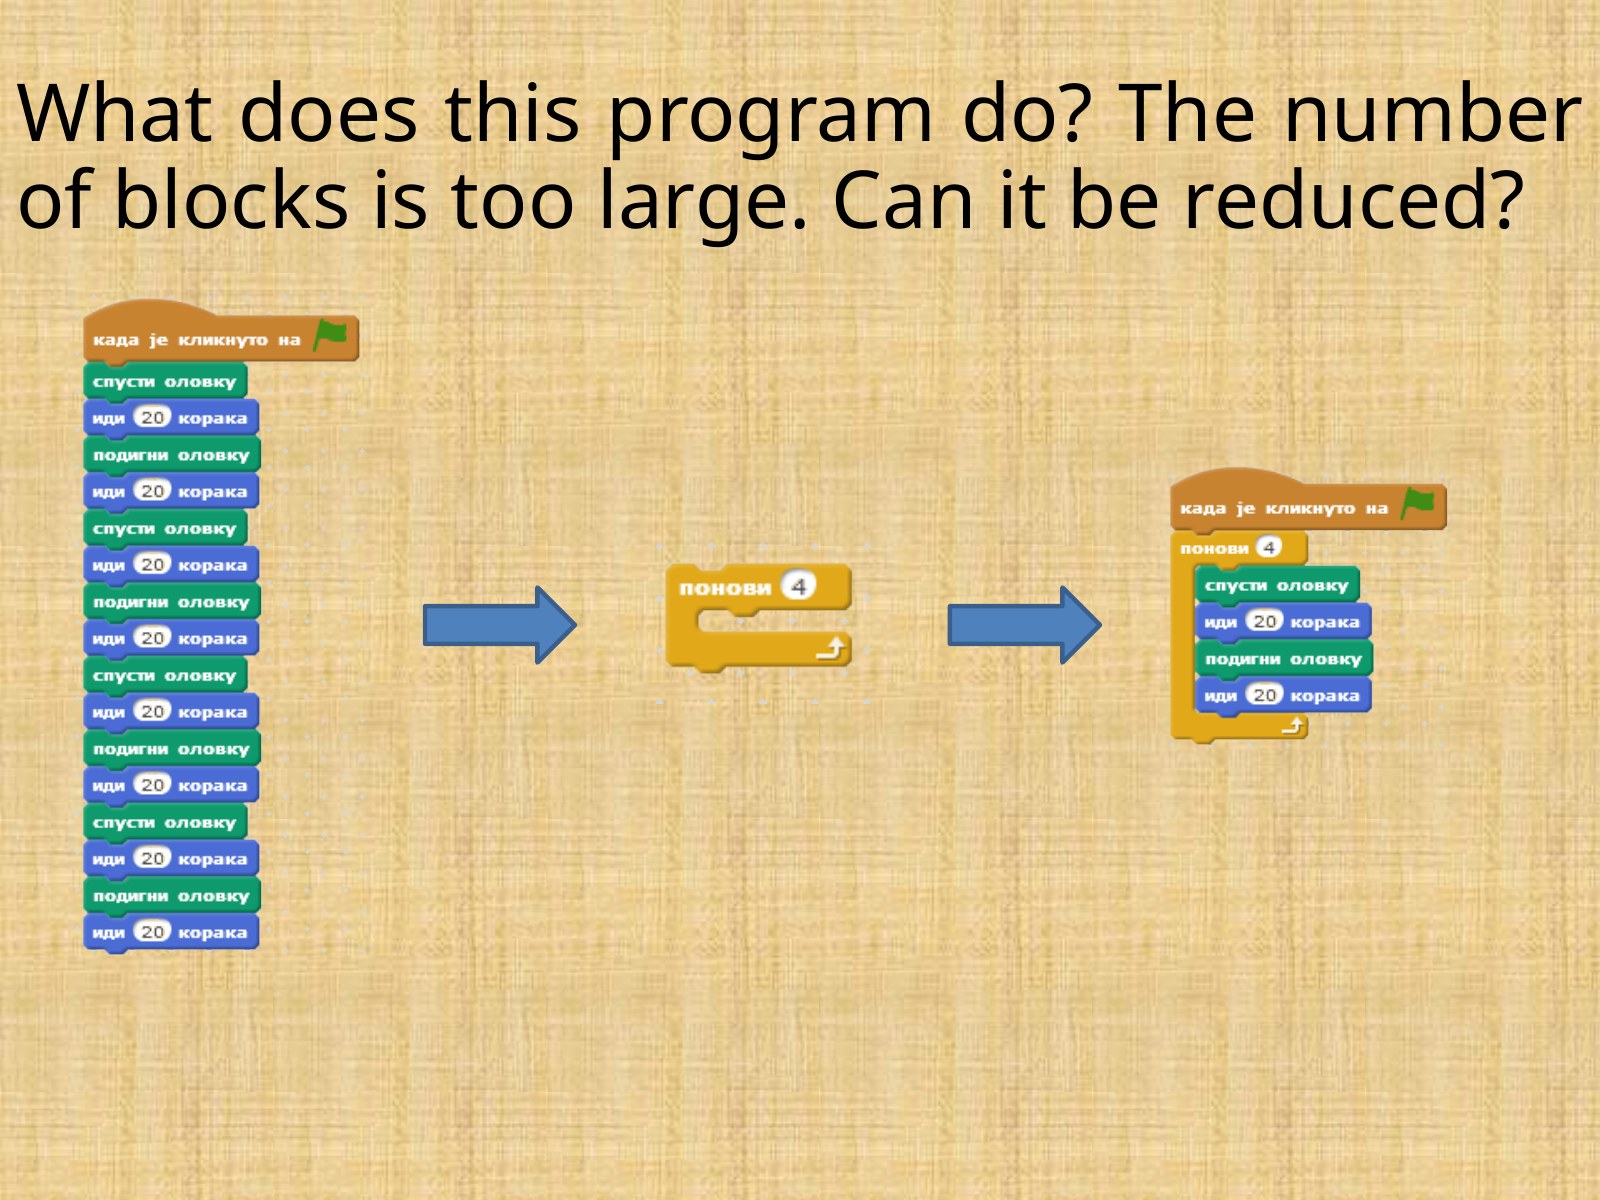 What does this program do? The number
of blocks is too large. Can it be reduced?
када је кликнуто на
спусти оловку
иди 20 корака
подигни оловку
иди 20 корака
спусти оловку
иди 20 корака
подигни оловку
иди 20 корака
спусти оловку
иди 20 корака
подигни оловку
иди 20 корака
спусти оловку
иди 20 корака
подигни оловку
иди 20 корака
понови 4
када је кликнуто на
понови 4
спусти оловку
иди 20 корака
подигни оловку
иди 20 корака